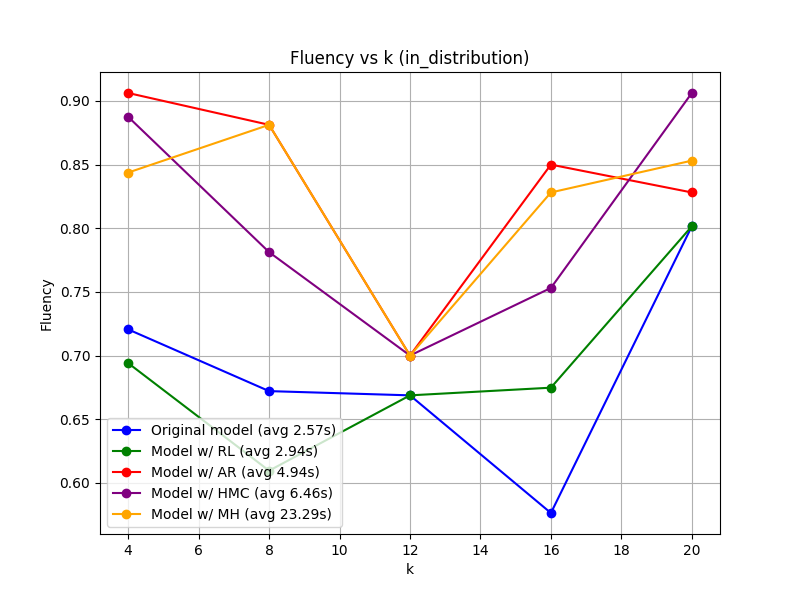 Fluency vs k (in_distribution)
Fluency
0.90
0.85
0.80
0.75
0.70
0.65
0.60
Original model (avg 2.57s)
Model w/ RL (avg 2.94s)
Model w/ AR (avg 4.94s)
Model w/ HMC (avg 6.46s)
Model w/ MH (avg 23.29s)
4 6 8 10 12 14 16 18 20
k